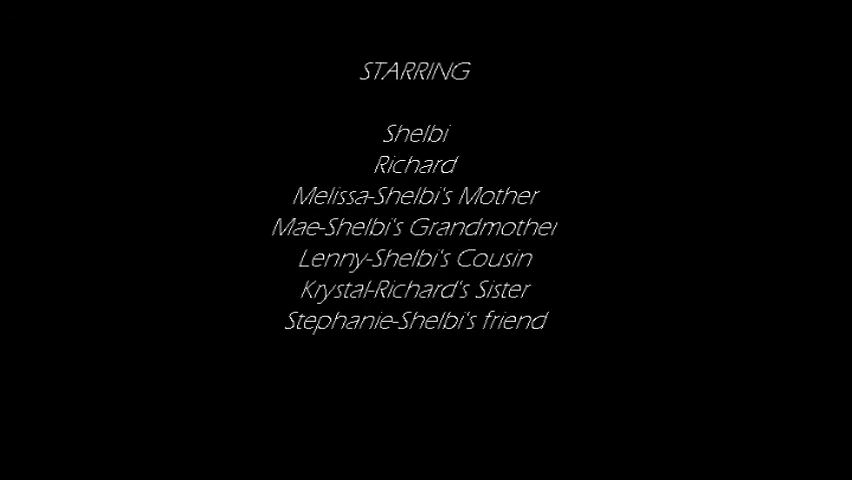 STARRING
Shelbi
Richard
Melissa-Shelbi's Mother
Mae-Shelbi's Grandmother
Lenny-Shelbi's Cousin
Krystal-Richard's Sister
Stephanie-Shelbi's friend